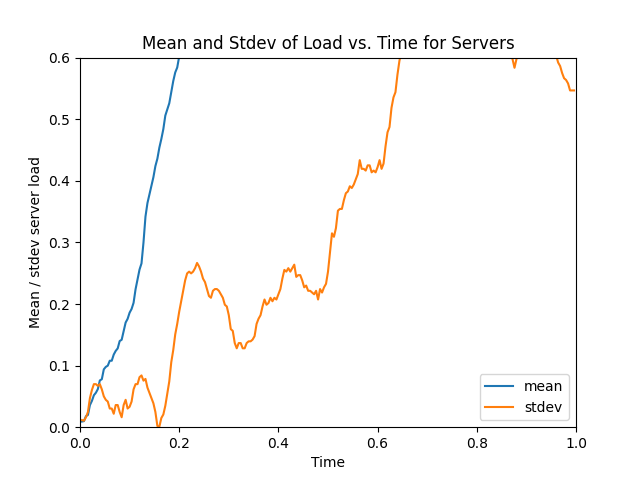 Mean and Stdev of Load vs. Time for Servers
Mean / stdev server load
0.6
0.5
0.4
0.3
0.2
0.1
0.0
0.0 0.2 0.4 0.6 0.8 1.0
Time
mean
stdev